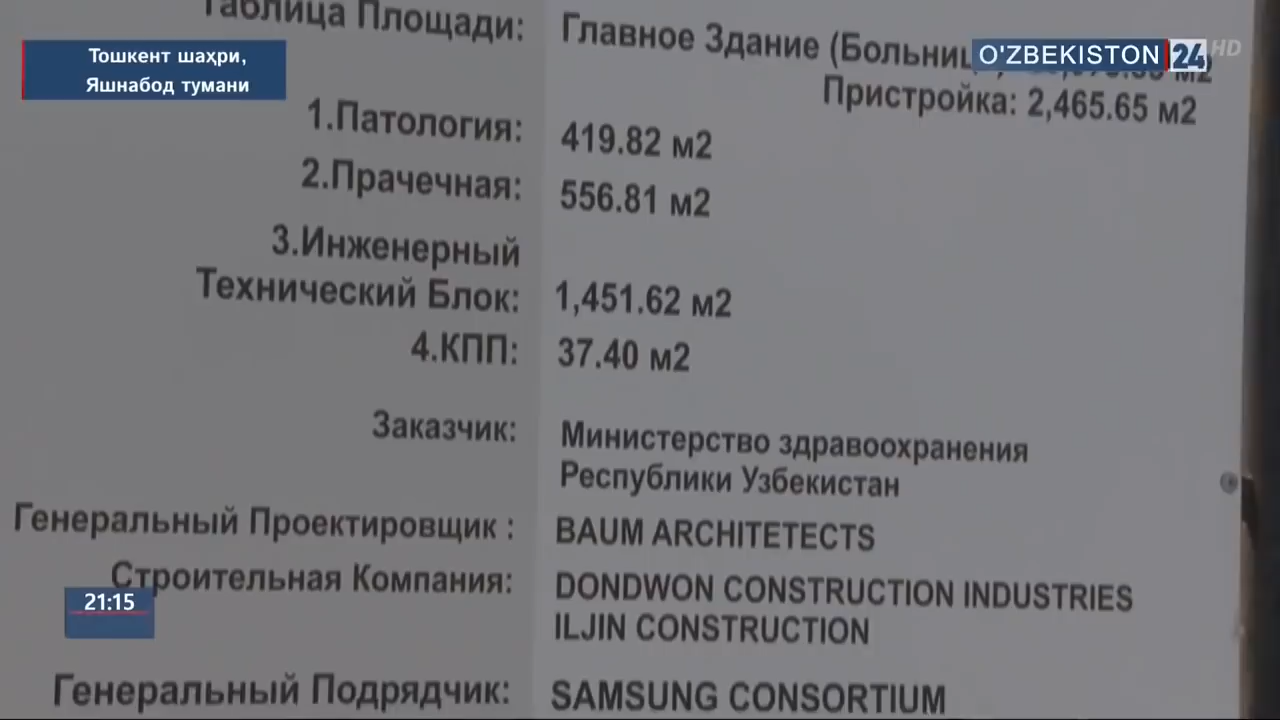 Таблица Площади: Главное Здание (Больниц
O'ZBEKISTON 24 HD
Тошкент шаҳри,
Яшнабод тумани
Пристройка: 2,465.65 м2
1.Патология: 419.82 м2
2.Прачечная: 556.81 м2
3.Инженерный
Технический Блок: 1,451.62 м2
4.КПП: 37.40 м2
Заказчик: Министерство здравоохранения
Республики Узбекистан
Генеральный Проектировщик : BAUM ARCHITETECTS
Строительная Компания: DONDWON CONSTRUCTION INDUSTRIES
ILJIN CONSTRUCTION
21:15
Генеральный Подрядчик: SAMSUNG CONSORTIUM